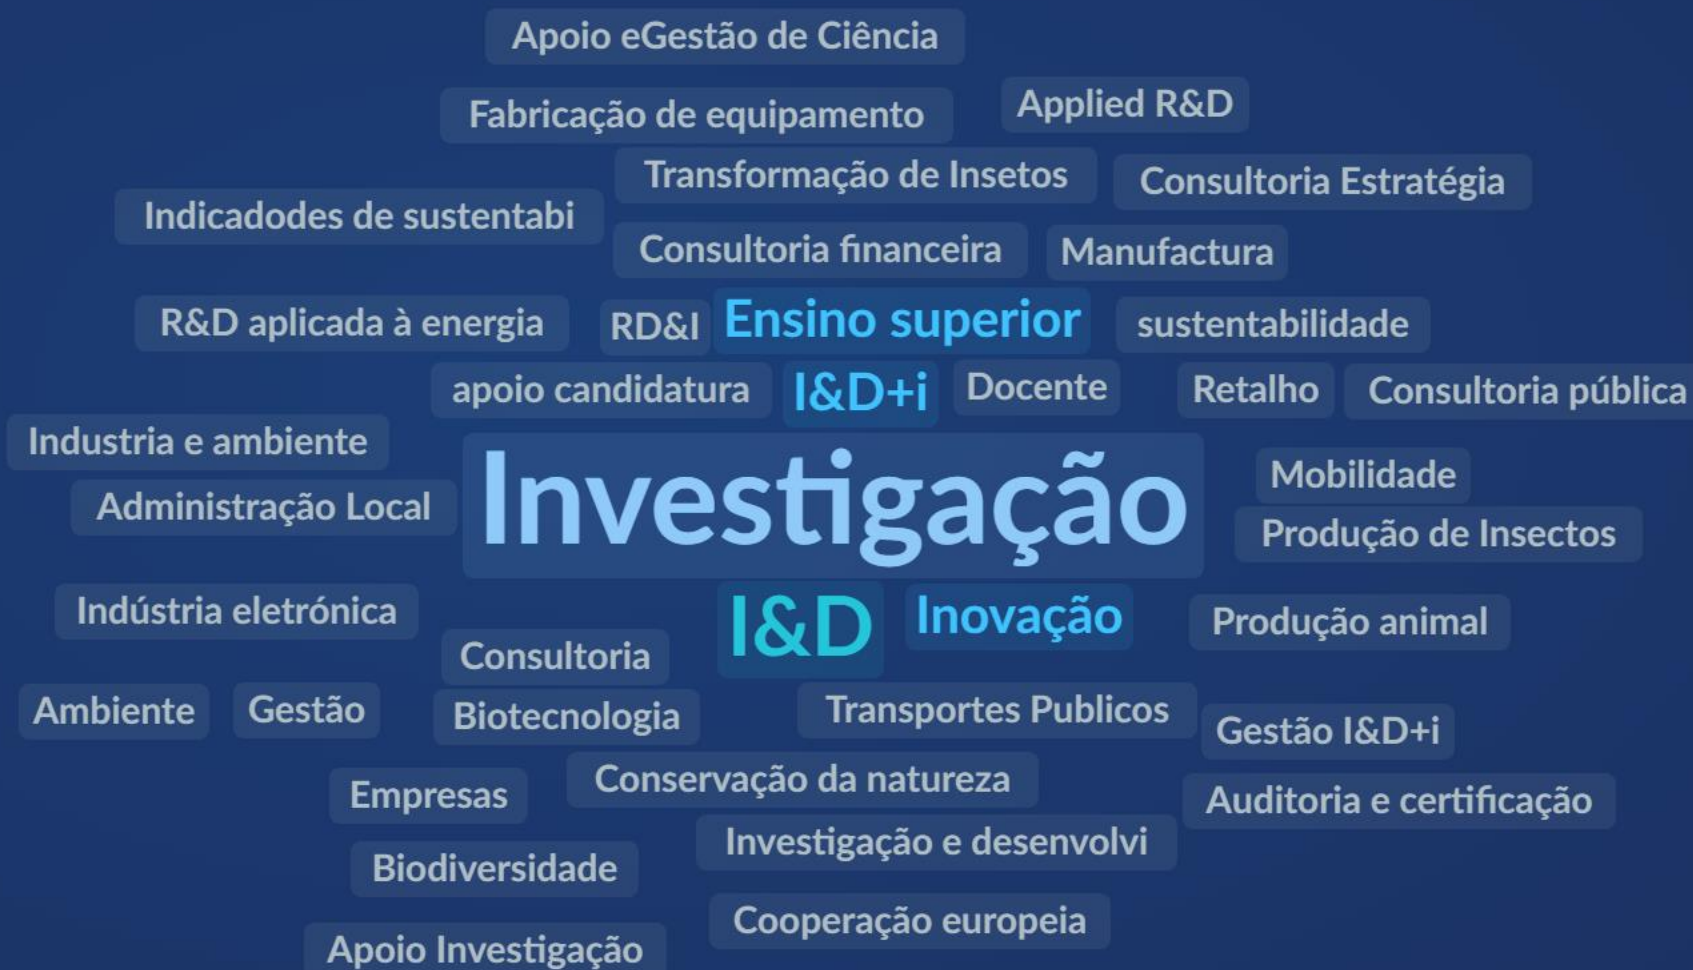 Apoio eGestão de Ciência
Fabricação de equipamento
Applied R&D
Transformação de Insetos
Consultoria Estratégia
Indicadodes de sustentabi
Consultoria financeira
Manufactura
R&D aplicada à energia
RD&I
Ensino superior
sustentabilidade
apoio candidatura
I&D+i
Docente
Retalho
Consultoria pública
Industria e ambiente
Investigação
Mobilidade
Administração Local
Produção de Insectos
Indústria eletrónica
I&D
Inovação
Produção animal
Consultoria
Ambiente
Gestão
Biotecnologia
Transportes Publicos
Gestão I&D+i
Empresas
Conservação da natureza
Auditoria e certificação
Investigação e desenvolvi
Biodiversidade
Cooperação europeia
Apoio Investigação